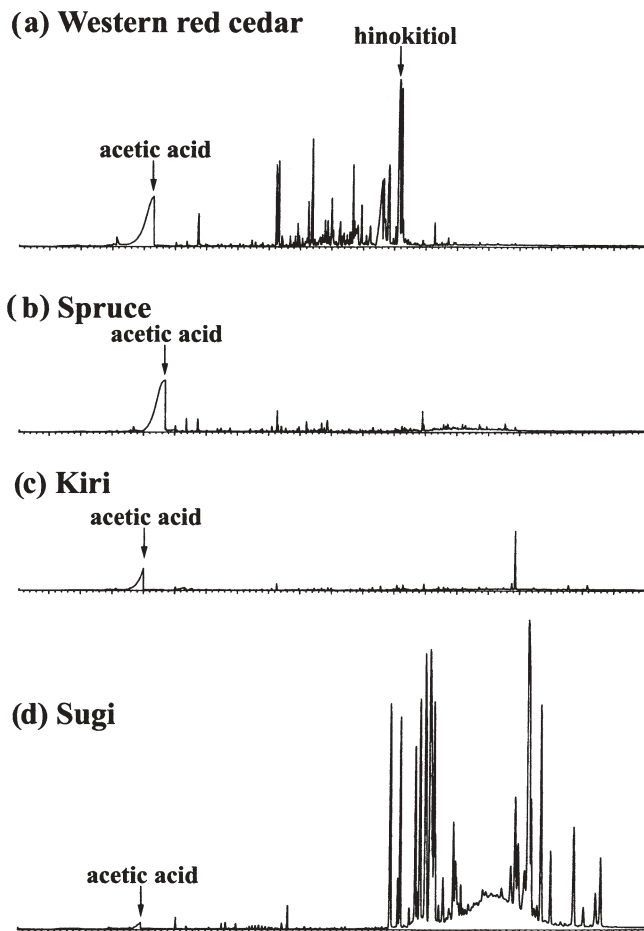 (a) Western red cedar
hinokitiol
acetic acid
(b) Spruce
acetic acid
(c) Kiri
acetic acid
(d) Sugi
acetic acid